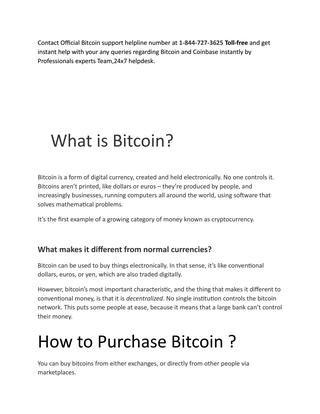 Contact Official Bitcoin support helpline number at 1-844-727-3625 Toll-free and get
instant help with your any queries regarding Bitcoin and Coinbase instantly by
Professionals experts Team,24x7 helpdesk.
What is Bitcoin?
Bitcoin is a form of digital currency, created and held electronically. No one controls it.
Bitcoins aren’t printed, like dollars or euros – they’re produced by people, and
increasingly businesses, running computers all around the world, using software that
solves mathematical problems.
It’s the first example of a growing category of money known as cryptocurrency.
What makes it different from normal currencies?
Bitcoin can be used to buy things electronically. In that sense, it’s like conventional
dollars, euros, or yen, which are also traded digitally.
However, bitcoin’s most important characteristic, and the thing that makes it different to
conventional money, is that it is decentralized. No single institution controls the bitcoin
network. This puts some people at ease, because it means that a large bank can’t control
their money.
How to Purchase Bitcoin ?
You can buy bitcoins from either exchanges, or directly from other people via
marketplaces.